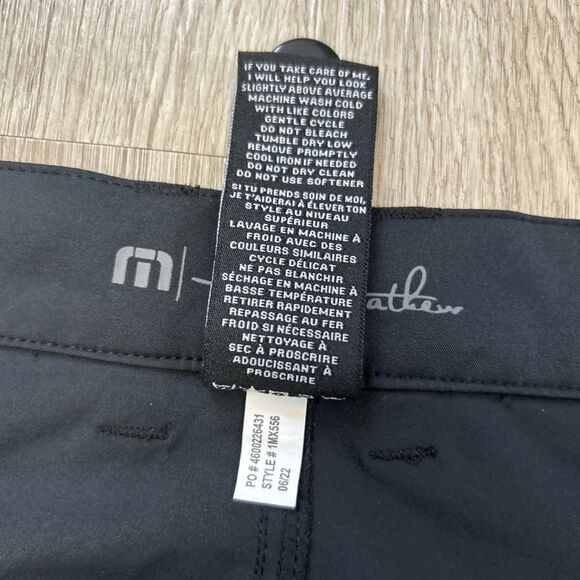 IF YOU TAKE CARE OF ME,
I WILL HELP YOU LOOK
SLIGHTLY ABOVE AVERAGE
MACHINE WASH COLD
WITH LIKE COLORS
GENTLE CYCLE
DO NOT BLEACH
TUMBLE DRY LOW
REMOVE PROMPTLY
COOL IRON IF NEEDED
DO NOT DRY CLEAN
DO NOT USE SOFTENER
SI TU PRENDS SOIN DE MOI,
JE T'AIDERAI À ÉLEVER TON
STYLE AU NIVEAU
SUPÉRIEUR
LAVAGE EN MACHINE À
FROID AVEC DES
COULEURS SIMILAIRES
CYCLE DÉLICAT
NE PAS BLANCHIR
SÉCHAGE EN MACHINE À
BASSE TEMPÉRATURE
RETIRER RAPIDEMENT
REPASSAGE AU FER
FROID SI NÉCESSAIRE
NETTOYAGE À
SEC À PROSCRIRE
ADOUCISSANT À
PROSCRIRE
athew
PO # 4600226431
STYLE # 1MX556
06/22